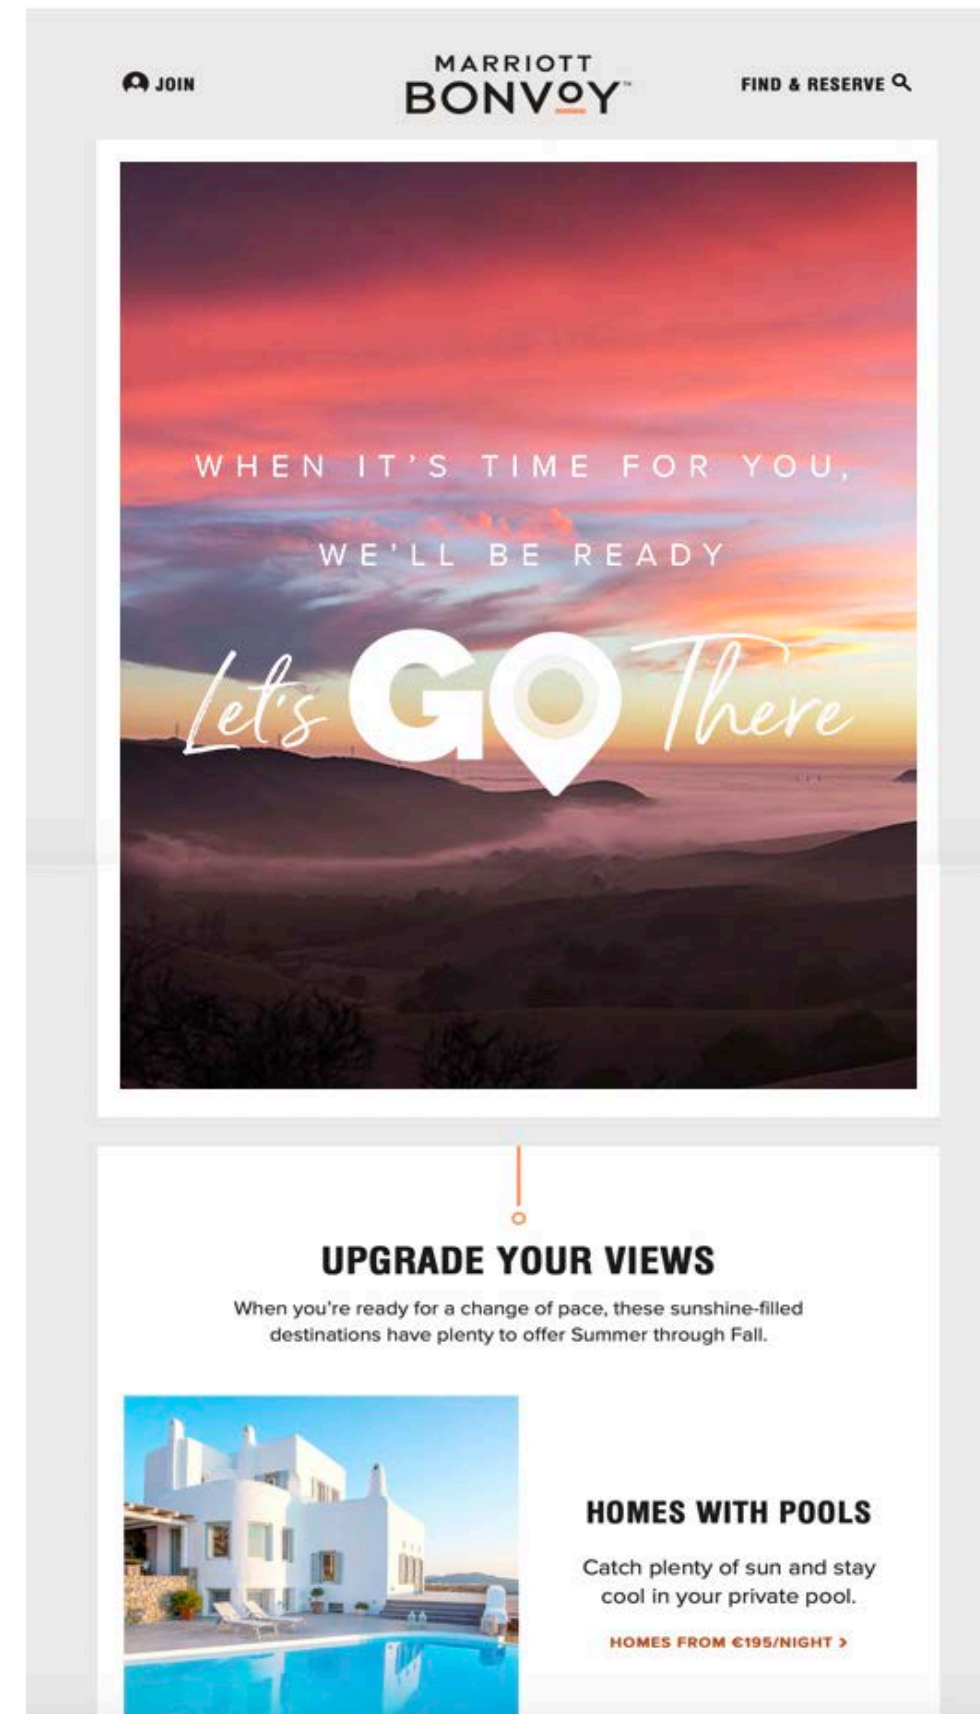 JOIN
MARRIOTT
BONVOY™
FIND & RESERVE
WHEN IT'S TIME FOR YOU,
WE'LL BE READY
Let's GO There
UPGRADE YOUR VIEWS
When you're ready for a change of pace, these sunshine-filled
destinations have plenty to offer Summer through Fall.
HOMES WITH POOLS
Catch plenty of sun and stay
cool in your private pool.
HOMES FROM €195/NIGHT >